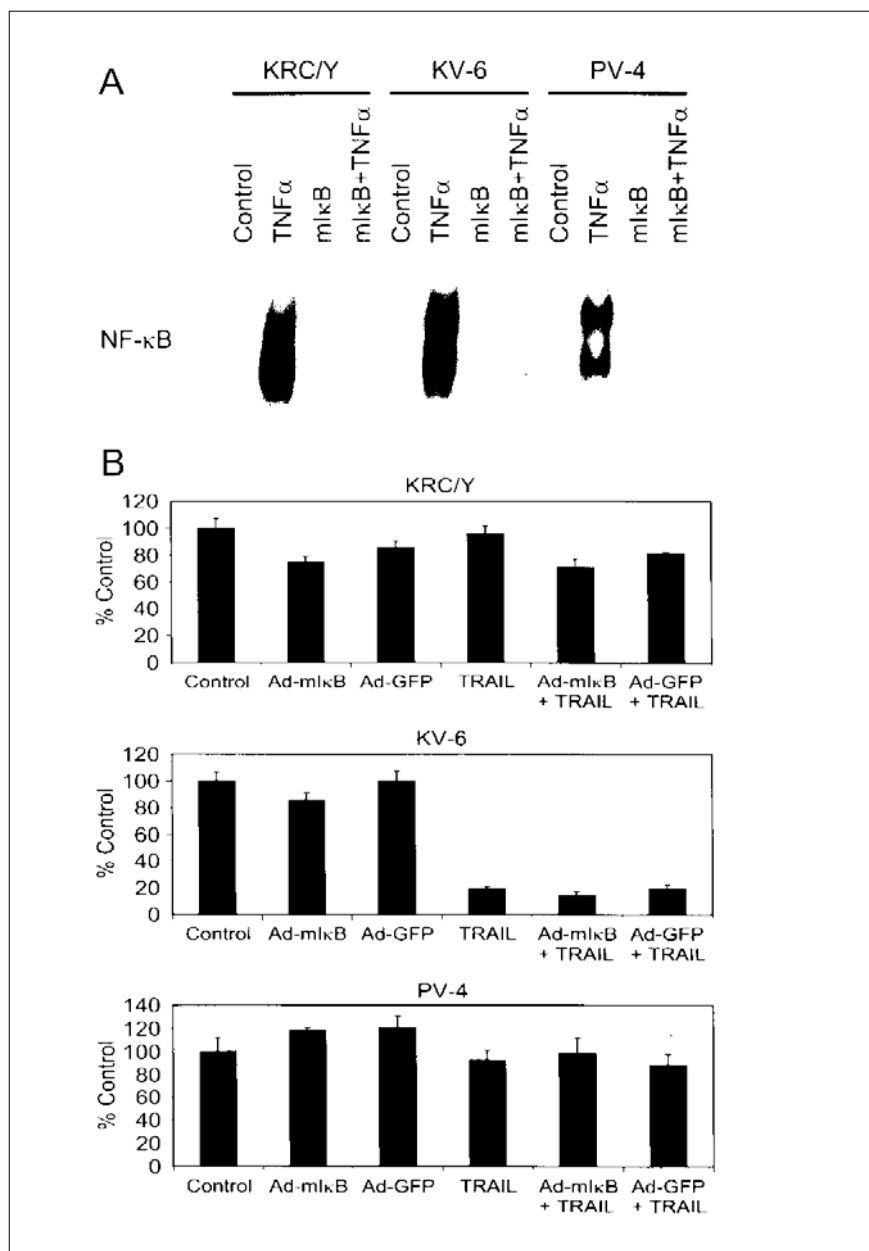 A
KRC/Y KV-6 PV-4
Control TNFα mIκB mIκB+TNFα Control TNFα mIκB mIκB+TNFα Control TNFα mIκB mIκB+TNFα
NF-κB
B
KRC/Y
% Control
120
100
80
60
40
20
0
Control Ad-mIκB Ad-GFP TRAIL Ad-mIκB + TRAIL Ad-GFP + TRAIL
KV-6
% Control
120
100
80
60
40
20
0
Control Ad-mIκB Ad-GFP TRAIL Ad-mIκB + TRAIL Ad-GFP + TRAIL
PV-4
% Control
140
120
100
80
60
40
20
0
Control Ad-mIκB Ad-GFP TRAIL Ad-mIκB + TRAIL Ad-GFP + TRAIL